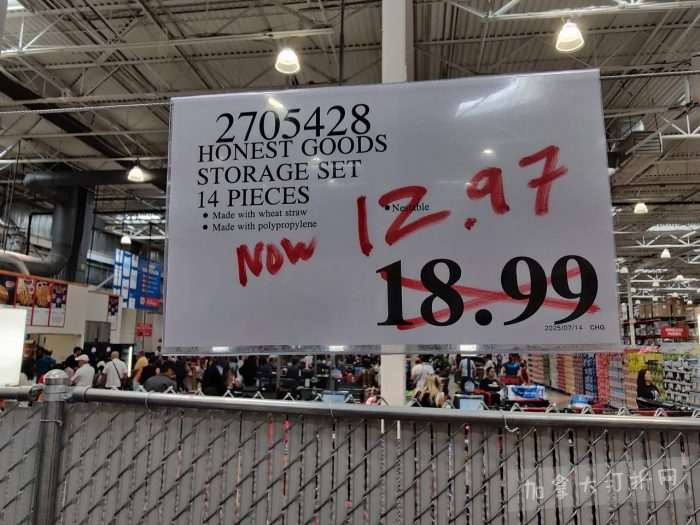 2705428
HONEST GOODS
STORAGE SET
14 PIECES
• Made with wheat straw
• Made with polypropylene
• Nestable
NOW 12.97
18.99
2025/07/14 CHG
加拿大打折网